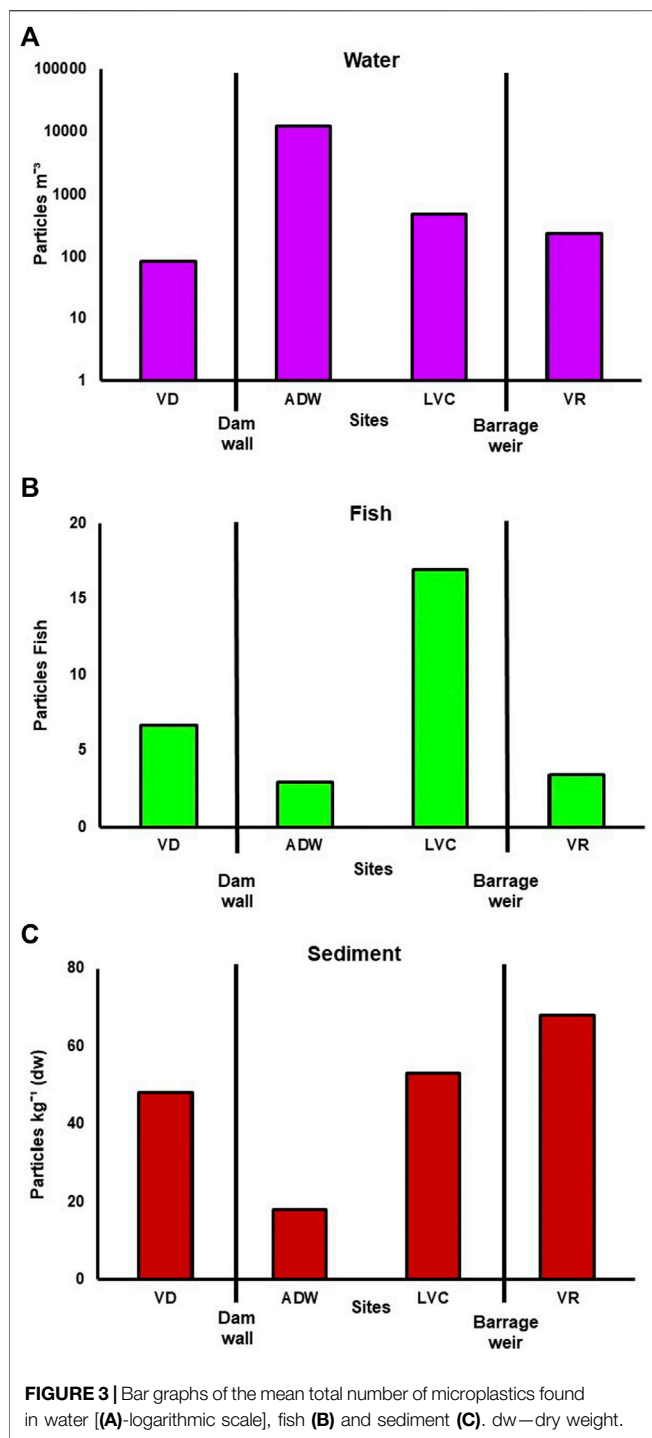 A
Water
100000
10000
1000
100
10
1
Particles m⁻³
VD
ADW
LVC
VR
Dam
wall
Sites
Barrage
weir
B
Fish
20
15
10
5
0
Particles Fish
VD
ADW
LVC
VR
Sites
Dam
wall
Barrage
weir
C
Sediment
80
60
40
20
0
Particles kg⁻¹ (dw)
VD
ADW
LVC
VR
Sites
Dam
wall
Barrage
weir
FIGURE 3 | Bar graphs of the mean total number of microplastics found
in water [(A)-logarithmic scale], fish (B) and sediment (C). dw—dry weight.